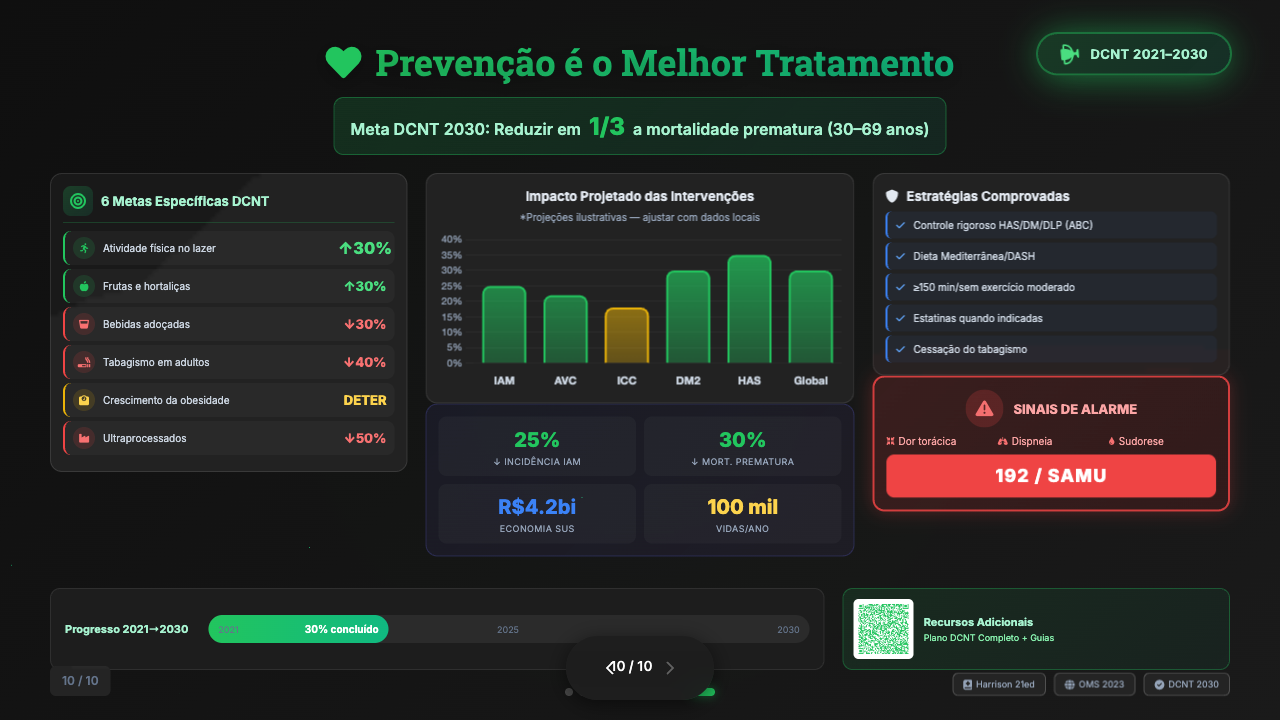 Prevenção é o Melhor Tratamento
DCNT 2021–2030
Meta DCNT 2030: Reduzir em 1/3 a mortalidade prematura (30–69 anos)
6 Metas Específicas DCNT
Atividade física no lazer ↑30%
Frutas e hortaliças ↑30%
Bebidas adoçadas ↓30%
Tabagismo em adultos ↓40%
Crescimento da obesidade DETER
Ultraprocessados ↓50%
Impacto Projetado das Intervenções
*Projeções ilustrativas — ajustar com dados locais
40%
35%
30%
25%
20%
15%
10%
5%
0%
IAM AVC ICC DM2 HAS Global
25%
↓ INCIDÊNCIA IAM
30%
↓ MORT. PREMATURA
R$4.2bi
ECONOMIA SUS
100 mil
VIDAS/ANO
Estratégias Comprovadas
Controle rigoroso HAS/DM/DLP (ABC)
Dieta Mediterrânea/DASH
≥150 min/sem exercício moderado
Estatinas quando indicadas
Cessação do tabagismo
SINAIS DE ALARME
Dor torácica Dispneia Sudorese
192 / SAMU
Progresso 2021→2030
2021 30% concluído 2025 2030
Recursos Adicionais
Plano DCNT Completo + Guias
10 / 10
10 / 10
Harrison 21ed OMS 2023 DCNT 2030